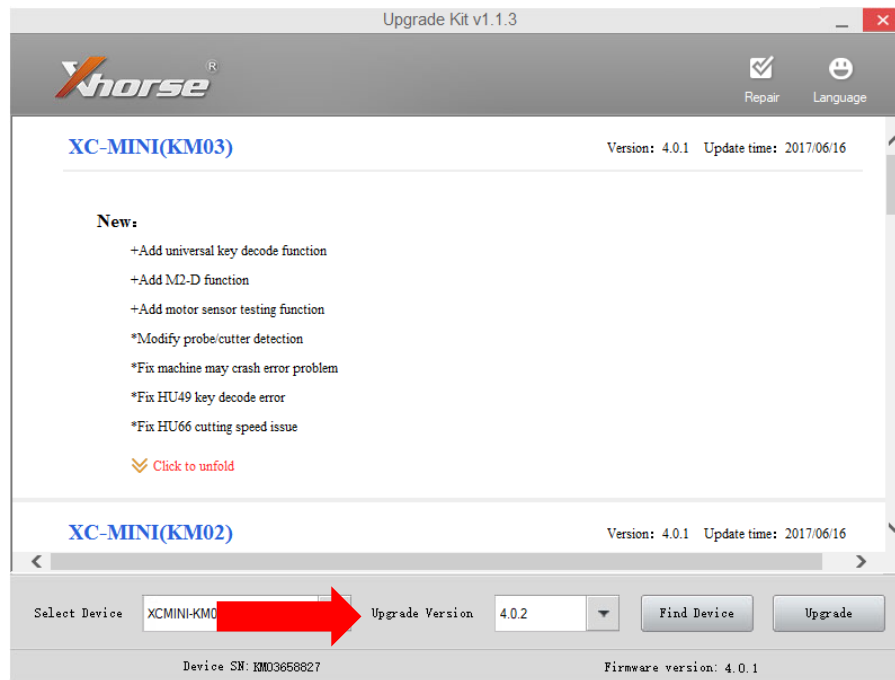 Upgrade Kit v1.1.3
Xhorse®
Repair Language
XC-MINI(KM03) Version: 4.0.1 Update time: 2017/06/16
New:
+Add universal key decode function
+Add M2-D function
+Add motor sensor testing function
*Modify probe/cutter detection
*Fix machine may crash error problem
*Fix HU49 key decode error
*Fix HU66 cutting speed issue
Click to unfold
XC-MINI(KM02) Version: 4.0.1 Update time: 2017/06/16
Select Device XCMINI-KM0 Upgrade Version 4.0.2 Find Device Upgrade
Device SN: KM03658827 Firmware version: 4.0.1